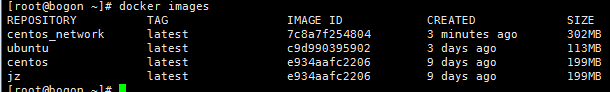 [root@bogon ~]# docker images
REPOSITORY TAG IMAGE ID CREATED SIZE
centos_network latest 7c8a7f254804 3 minutes ago 302MB
ubuntu latest c9d990395902 3 days ago 113MB
centos latest e934aafc2206 9 days ago 199MB
jz latest e934aafc2206 9 days ago 199MB
[root@bogon ~]#